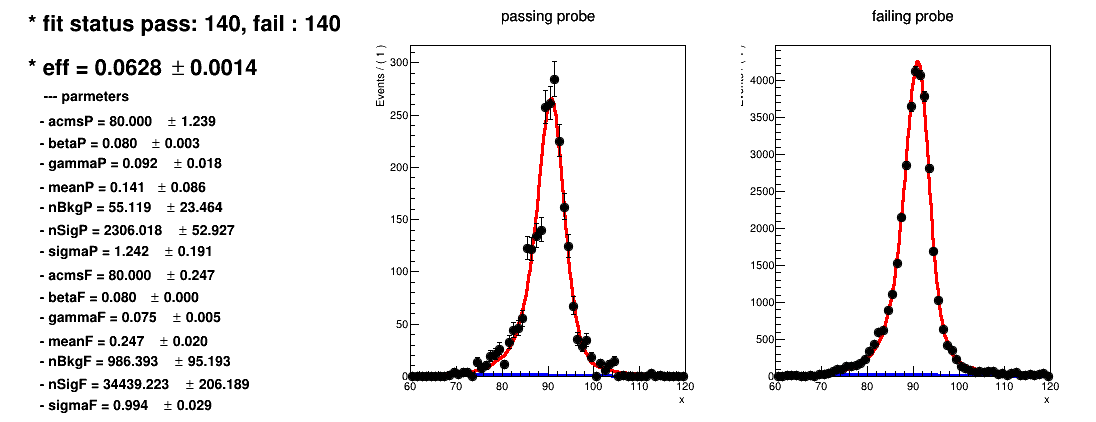 * fit status pass: 140, fail : 140
* eff = 0.0628 ± 0.0014
--- parmeters
- acmsP = 80.000 ± 1.239
- betaP = 0.080 ± 0.003
- gammaP = 0.092 ± 0.018
- meanP = 0.141 ± 0.086
- nBkgP = 55.119 ± 23.464
- nSigP = 2306.018 ± 52.927
- sigmaP = 1.242 ± 0.191
- acmsF = 80.000 ± 0.247
- betaF = 0.080 ± 0.000
- gammaF = 0.075 ± 0.005
- meanF = 0.247 ± 0.020
- nBkgF = 986.393 ± 95.193
- nSigF = 34439.223 ± 206.189
- sigmaF = 0.994 ± 0.029
passing probe
Events / ( 1 )
300
250
200
150
100
50
0
60 70 80 90 100 110 120
x
failing probe
4000
3500
3000
2500
2000
1500
1000
500
0
60 70 80 90 100 110 120
x